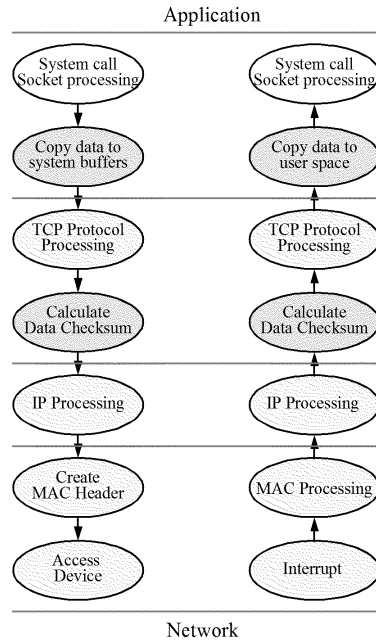 Application
System call
Socket processing
System call
Socket processing
Copy data to
system buffers
Copy data to
user space
TCP Protocol
Processing
TCP Protocol
Processing
Calculate
Data Checksum
Calculate
Data Checksum
IP Processing
IP Processing
Create
MAC Header
MAC Processing
Access
Device
Interrupt
Network